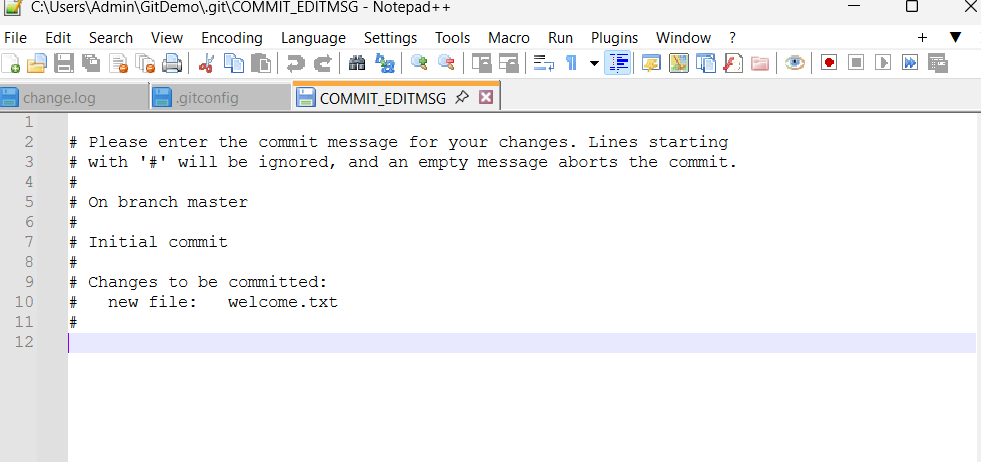 C:\Users\Admin\GitDemo\.git\COMMIT_EDITMSG - Notepad++
File Edit Search View Encoding Language Settings Tools Macro Run Plugins Window ?
change.log .gitconfig COMMIT_EDITMSG
1
2 # Please enter the commit message for your changes. Lines starting
3 # with '#' will be ignored, and an empty message aborts the commit.
4 #
5 # On branch master
6 #
7 # Initial commit
8 #
9 # Changes to be committed:
10 #   new file:   welcome.txt
11 #
12